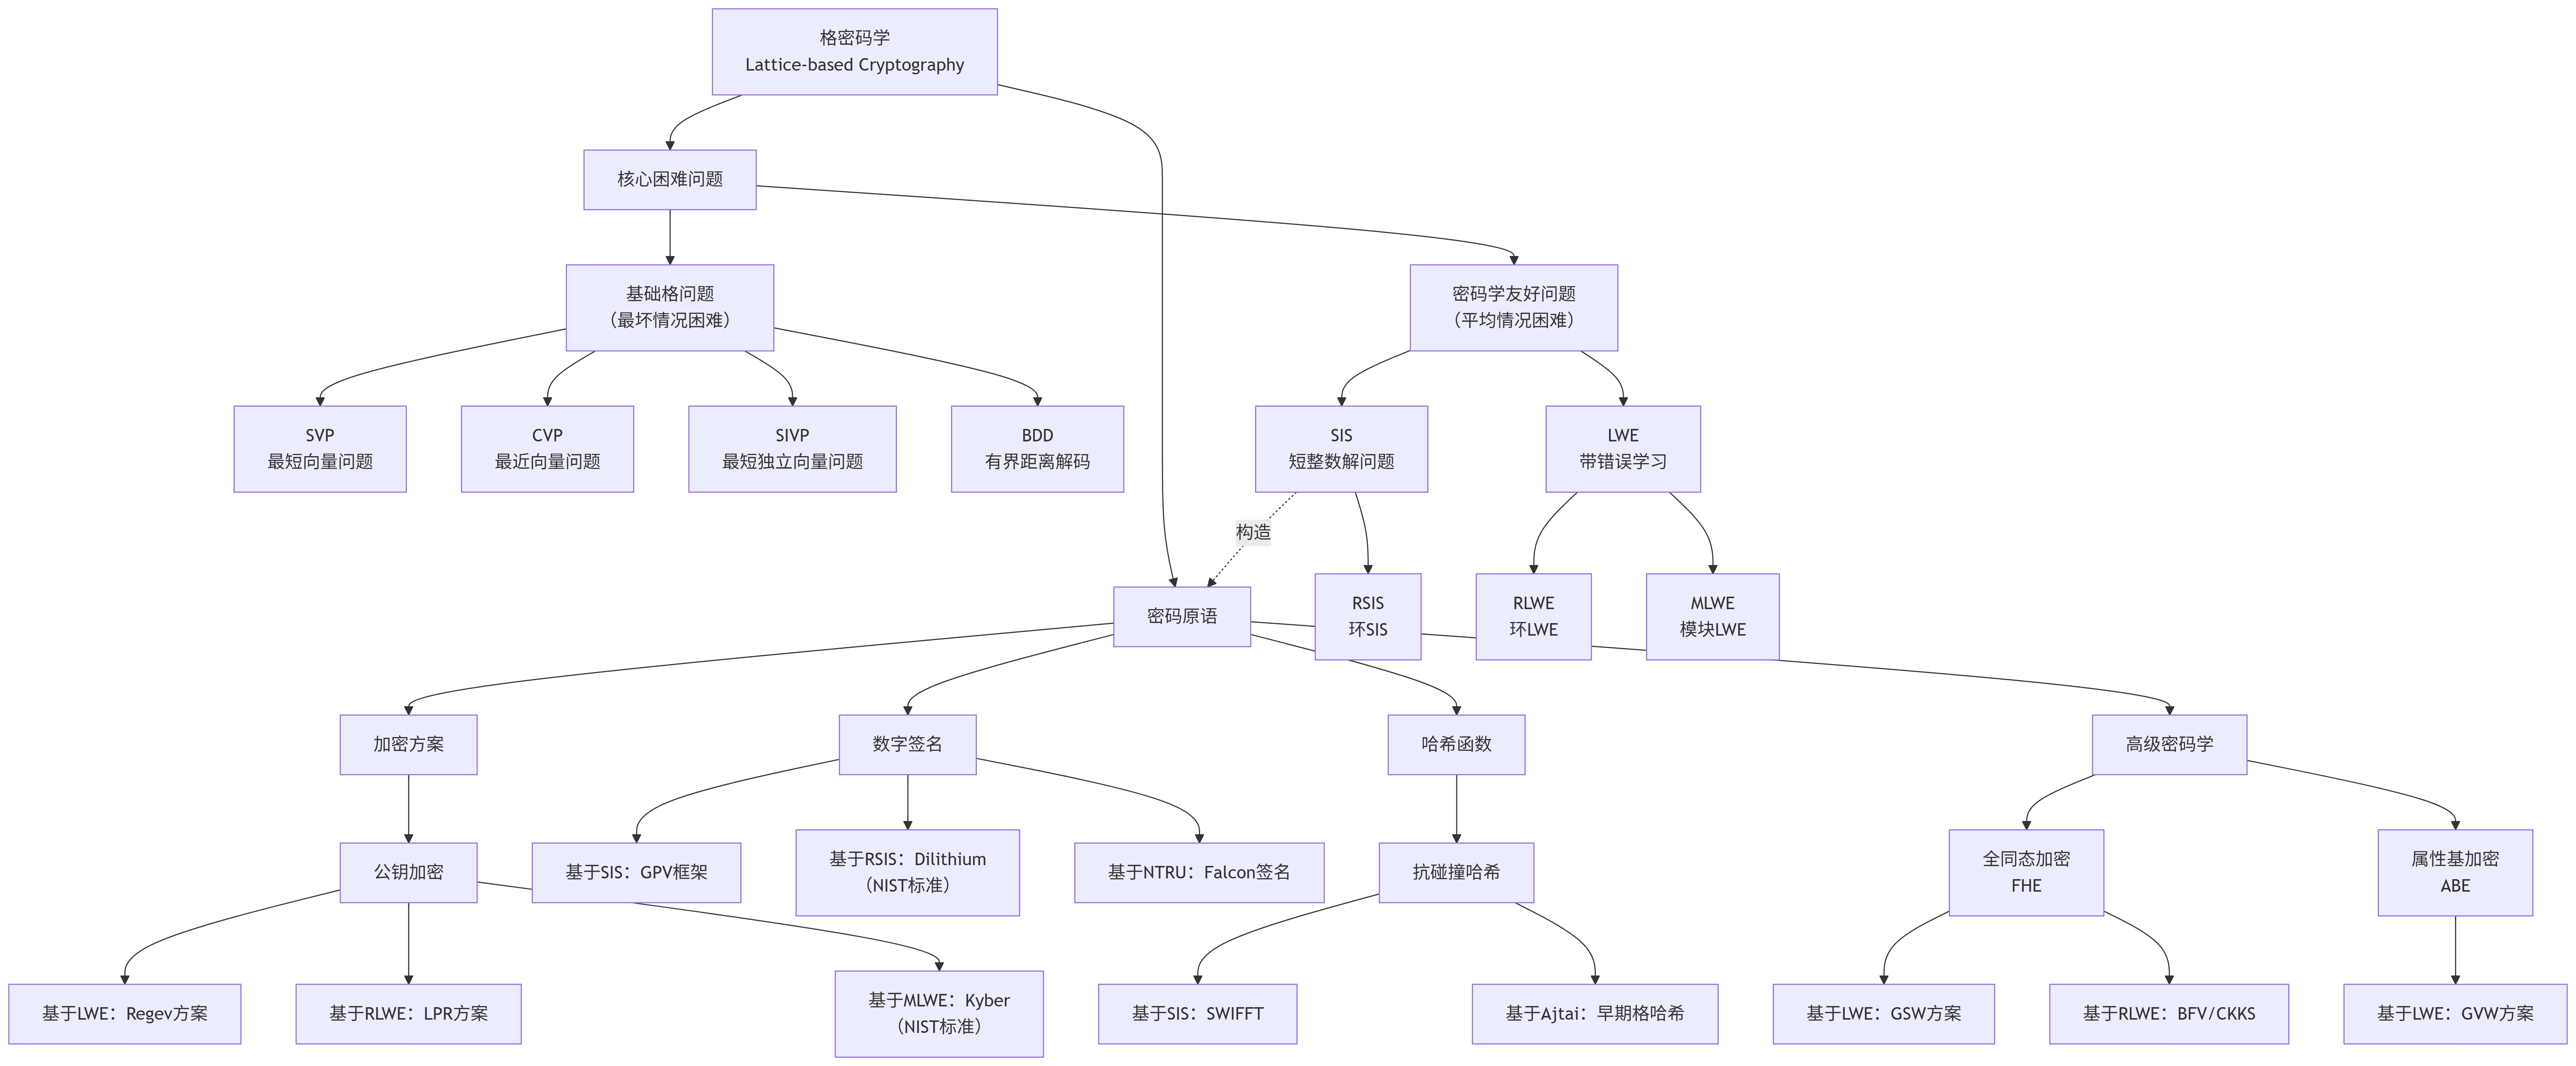 格密码学
Lattice-based Cryptography
核心困难问题
基础格问题
（最坏情况困难）
密码学友好问题
（平均情况困难）
SVP
最短向量问题
CVP
最近向量问题
SIVP
最短独立向量问题
BDD
有界距离解码
SIS
短整数解问题
LWE
带错误学习
构造
密码原语
RSIS
环SIS
RLWE
环LWE
MLWE
模块LWE
加密方案
数字签名
哈希函数
高级密码学
公钥加密
基于SIS：GPV框架
基于RSIS：Dilithium
（NIST标准）
基于NTRU：Falcon签名
抗碰撞哈希
全同态加密
FHE
属性基加密
ABE
基于LWE：Regev方案
基于RLWE：LPR方案
基于MLWE：Kyber
（NIST标准）
基于SIS：SWIFFT
基于Ajtai：早期格哈希
基于LWE：GSW方案
基于RLWE：BFV/CKKS
基于LWE：GVW方案